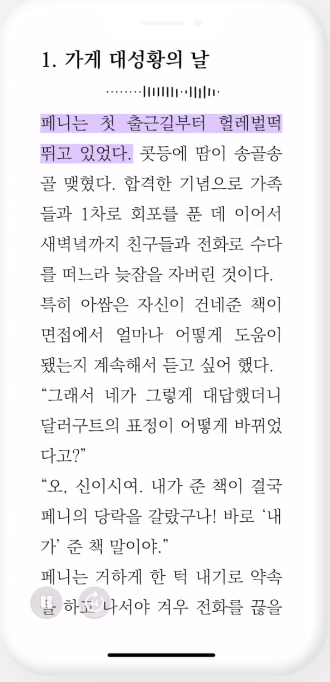 1. 가게 대성황의 날
페니는 첫 출근길부터 헐레벌떡
뛰고 있었다. 콧등에 땀이 송골송
골 맺혔다. 합격한 기념으로 가족
들과 1차로 회포를 푼 데 이어서
새벽녘까지 친구들과 전화로 수다
를 떠느라 늦잠을 자버린 것이다.
특히 아쌈은 자신이 건네준 책이
면접에서 얼마나 어떻게 도움이
됐는지 계속해서 듣고 싶어 했다.
“그래서 네가 그렇게 대답했더니
달러구트의 표정이 어떻게 바뀌었
다고?”
“오, 신이시여. 내가 준 책이 결국
페니의 당락을 갈랐구나! 바로 ‘내
가’ 준 책 말이야.”
페니는 거하게 한 턱 내기로 약속
을 하고 나서야 겨우 전화를 끊을